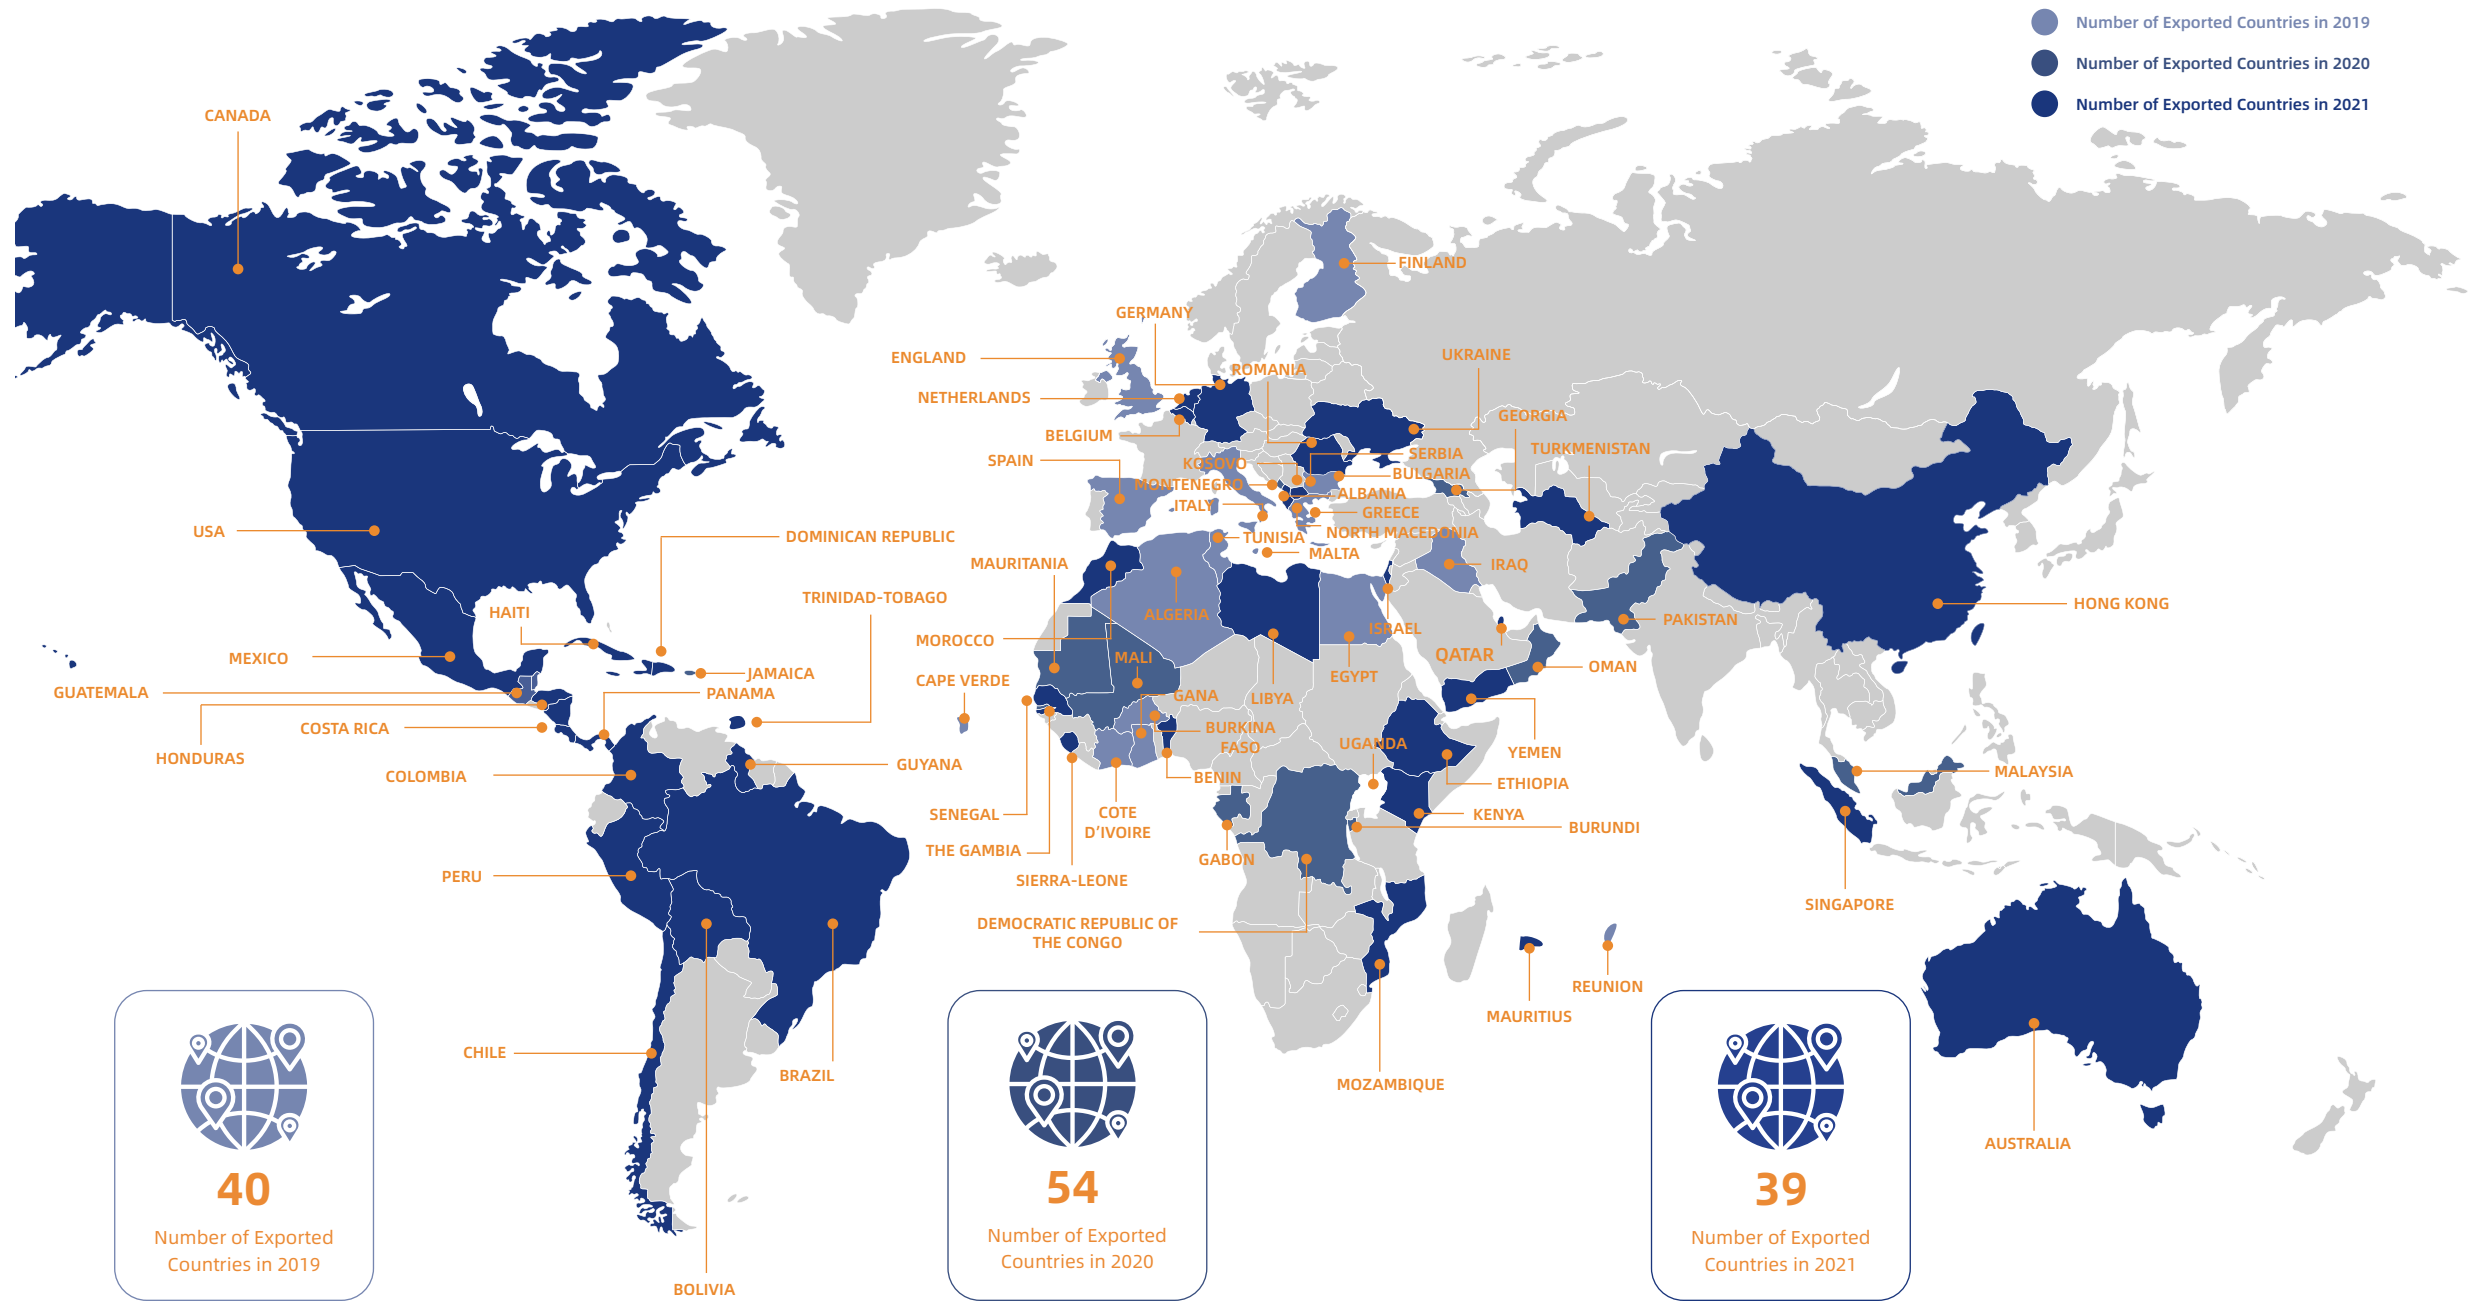 Number of Exported Countries in 2019
Number of Exported Countries in 2020
Number of Exported Countries in 2021
CANADA
FINLAND
GERMANY
ENGLAND
UKRAINE
ROMANIA
NETHERLANDS
GEORGIA
BELGIUM
TURKMENISTAN
SERBIA
SPAIN
KOSOVO
BULGARIA
MONTENEGRO
ALBANIA
ITALY
GREECE
USA
NORTH MACEDONIA
DOMINICAN REPUBLIC
TUNISIA
MALTA
MAURITANIA
IRAQ
TRINIDAD-TOBAGO
HONG KONG
HAITI
ALGERIA
PAKISTAN
ISRAEL
MOROCCO
QATAR
MEXICO
MALI
OMAN
JAMAICA
EGYPT
CAPE VERDE
GUATEMALA
PANAMA
GANA
LIBYA
COSTA RICA
BURKINA
FASO
UGANDA
YEMEN
HONDURAS
GUYANA
MALAYSIA
COLOMBIA
BENIN
ETHIOPIA
SENEGAL
COTE
D’IVOIRE
KENYA
BURUNDI
THE GAMBIA
GABON
PERU
SIERRA-LEONE
SINGAPORE
DEMOCRATIC REPUBLIC OF
THE CONGO
REUNION
MAURITIUS
CHILE
BRAZIL
MOZAMBIQUE
AUSTRALIA
40
Number of Exported
Countries in 2019
54
Number of Exported
Countries in 2020
39
Number of Exported
Countries in 2021
BOLIVIA